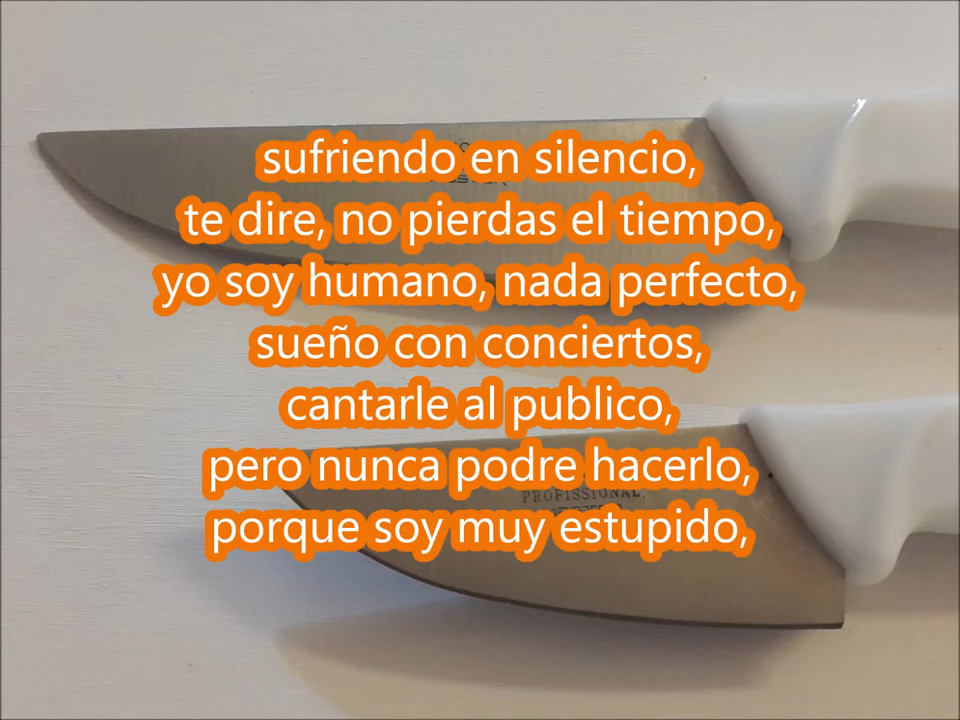 sufriendo en silencio,
te dire, no pierdas el tiempo,
yo soy humano, nada perfecto,
sueño con conciertos,
cantarle al publico,
pero nunca podre hacerlo,
PROFISSIONAL
porque soy muy estupido,